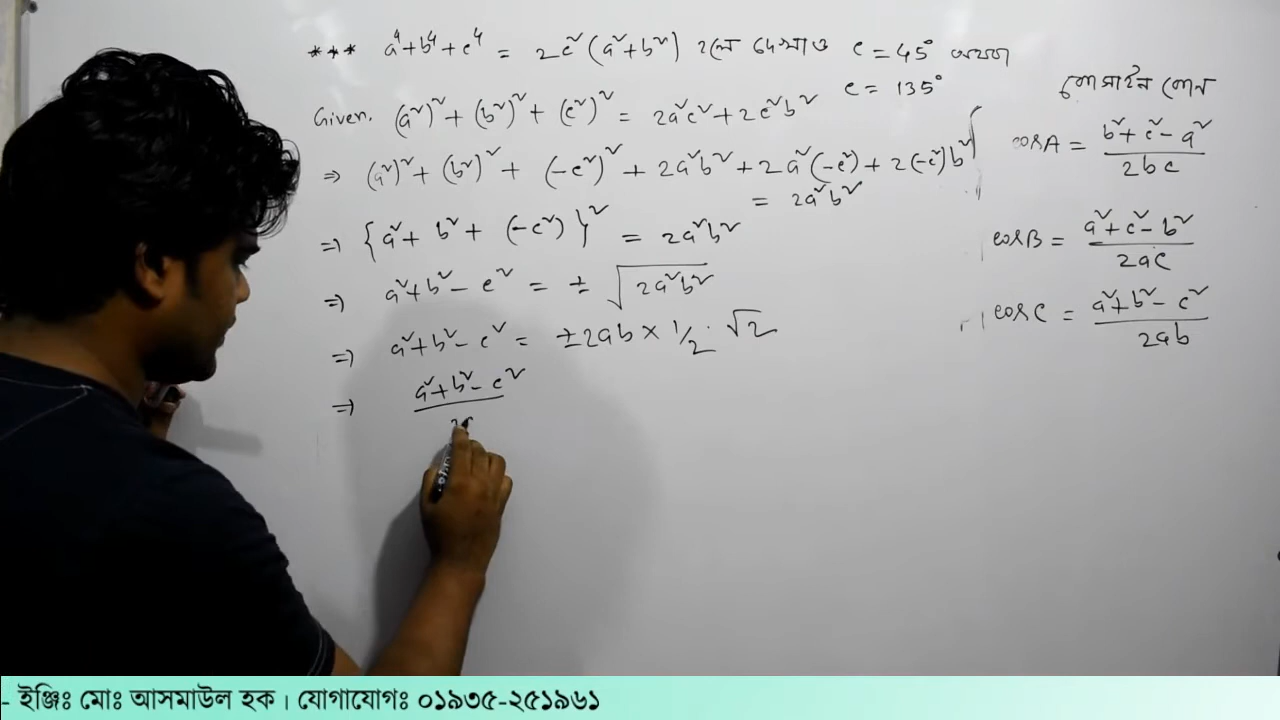 *** a⁴+b⁴+c⁴ = 2c²(a²+b²) হলে দেখাও c = 45° অথবা
c = 135°
Given. (a²)²+(b²)²+(c²)² = 2a²c²+2c²b²
⇒ (a²)²+(b²)²+(-c²)²+2a²b²+2a²(-c²)+2(-c²)b²
= 2a²b²
⇒ {a²+b²+(-c²)}² = 2a²b²
⇒ a²+b²-c² = ± √2a²b²
⇒ a²+b²-c² = ±2ab × 1/2 · √2
⇒ a²+b²-c²
কোসাইন
cosA = b²+c²-a² / 2bc
cosB = a²+c²-b² / 2ac
cosC = a²+b²-c² / 2ab
- ইঞ্জিঃ মোঃ আসমাউল হক। যোগাযোগঃ ০১৯৩৫-২৫১৯৬১